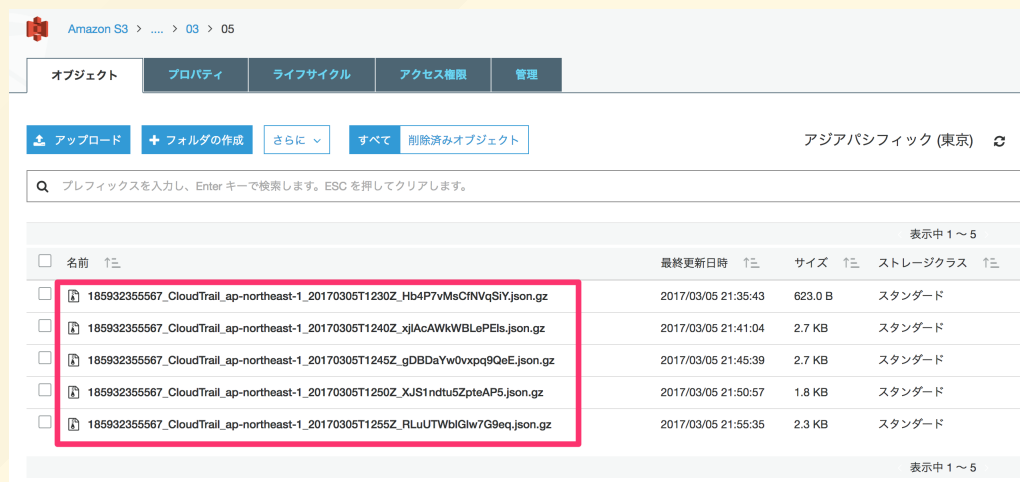 Amazon S3 > .... > 03 > 05
オブジェクト プロパティ ライフサイクル アクセス権限 管理
アップロード + フォルダの作成 さらに すべて 削除済みオブジェクト アジアパシフィック (東京)
プレフィックスを入力し、Enter キーで検索します。ESC を押してクリアします。
表示中 1 ～ 5
名前 最終更新日時 サイズ ストレージクラス
185932355567_CloudTrail_ap-northeast-1_20170305T1230Z_Hb4P7vMsCfNVqSiY.json.gz 2017/03/05 21:35:43 623.0 B スタンダード
185932355567_CloudTrail_ap-northeast-1_20170305T1240Z_xjlAcAWkWBLePEls.json.gz 2017/03/05 21:41:04 2.7 KB スタンダード
185932355567_CloudTrail_ap-northeast-1_20170305T1245Z_gDBDaYw0vxpq9QeE.json.gz 2017/03/05 21:45:39 2.7 KB スタンダード
185932355567_CloudTrail_ap-northeast-1_20170305T1250Z_XJS1ndtu5ZpteAP5.json.gz 2017/03/05 21:50:57 1.8 KB スタンダード
185932355567_CloudTrail_ap-northeast-1_20170305T1255Z_RLuUTWblGlw7G9eq.json.gz 2017/03/05 21:55:35 2.3 KB スタンダード
表示中 1 ～ 5